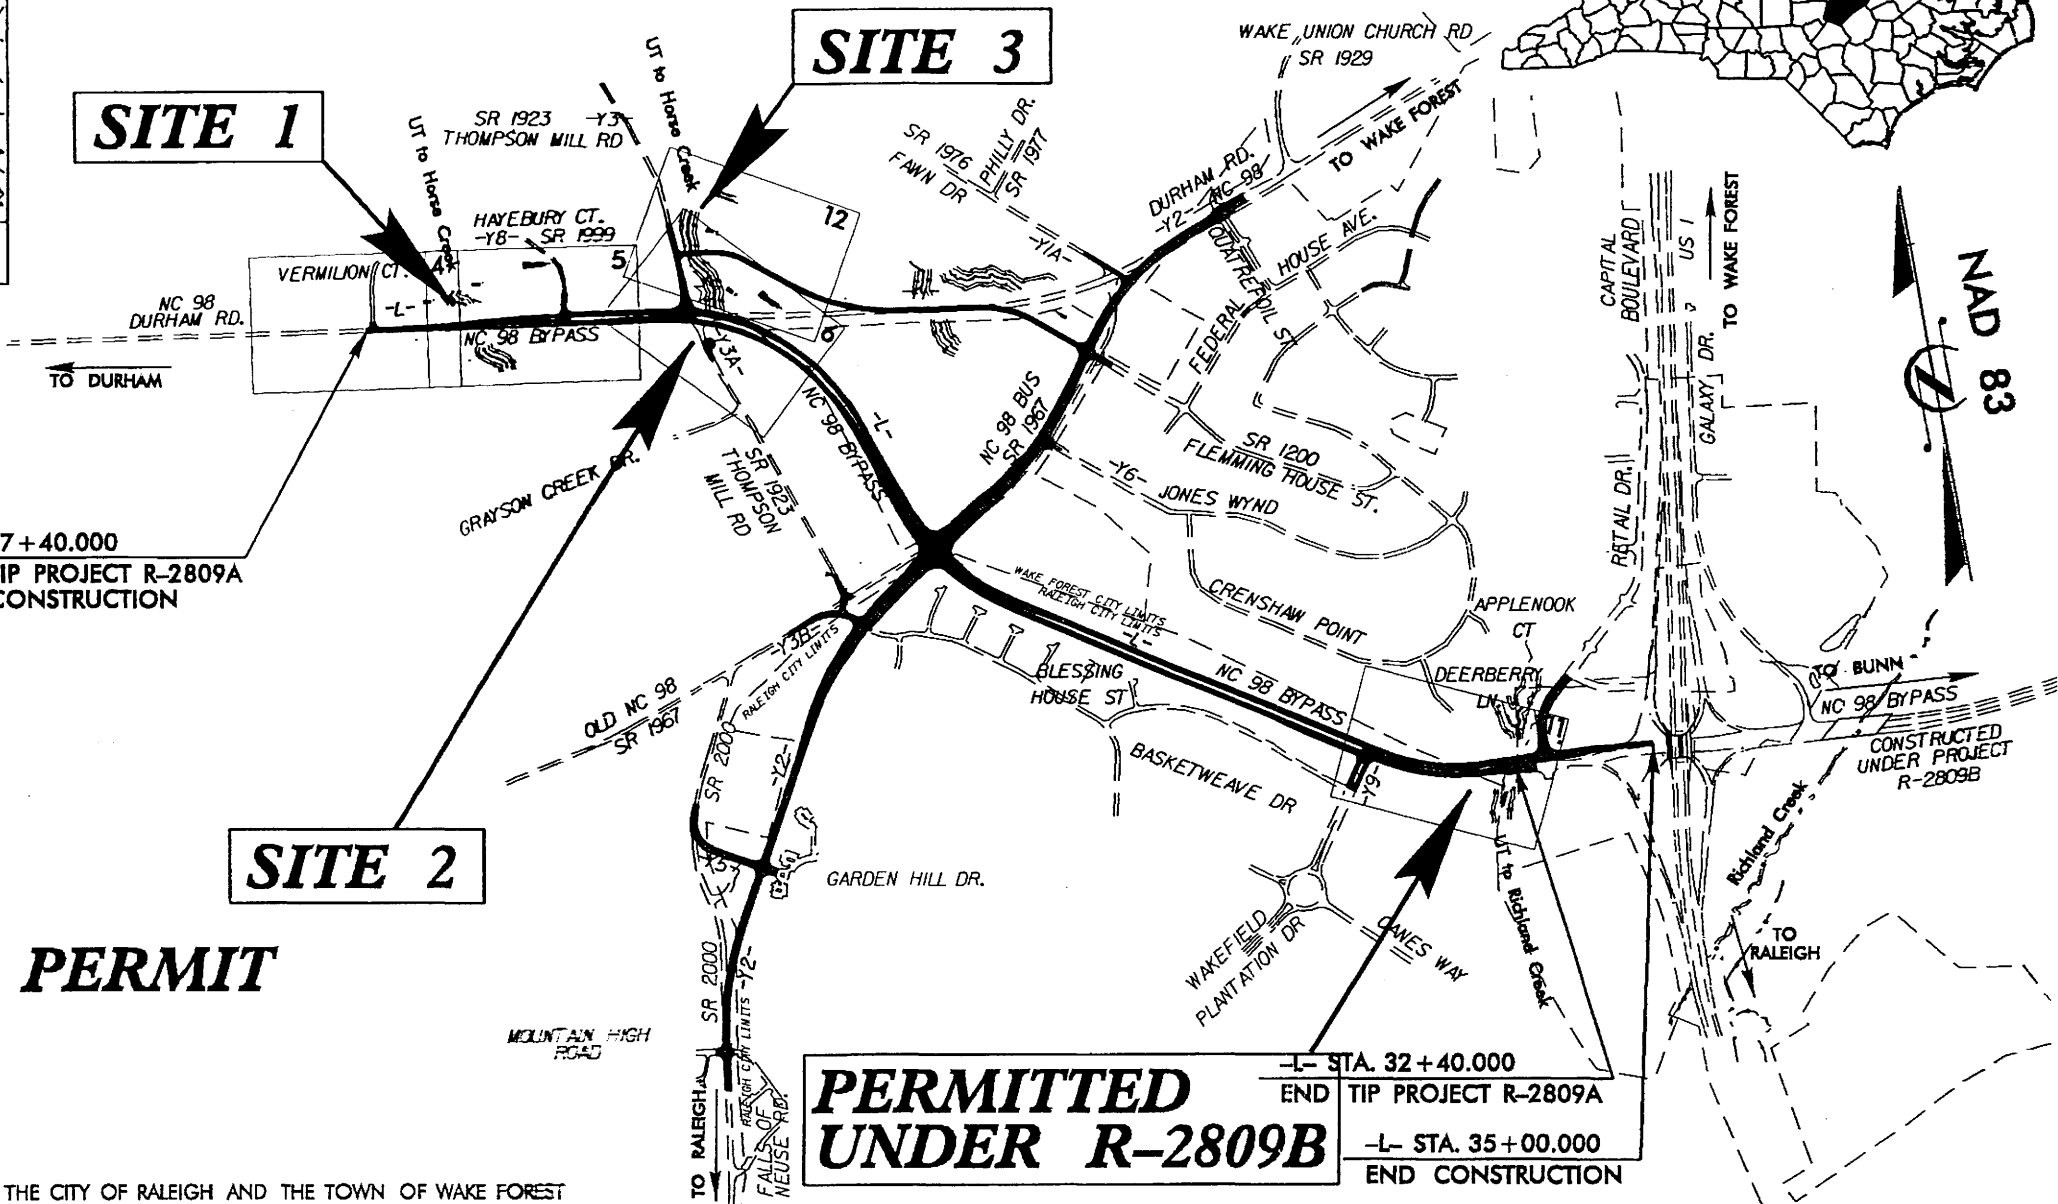 SITE 3
SITE 1
SITE 2
PERMIT
PERMITTED
UNDER R-2809B
WAKE UNION CHURCH RD
SR 1929
TO WAKE FOREST
SR 1923 -Y3-
THOMPSON MILL RD
UT to Horse Creek
UT to Horse Creek
HAYEBURY CT.
-Y8- SR 1999
VERMILION CT.
4
5
12
6
-L-
NC 98
DURHAM RD.
NC 98 BYPASS
TO DURHAM
-Y3A-
SR 1976
FAWN DR
PHILLY DR.
SR 1977
-Y1A-
DURHAM RD.
-Y2- NC 98
QUATREFOIL ST
FEDERAL HOUSE AVE.
CAPITAL
BOULEVARD
US 1
TO WAKE FOREST
GALAXY DR.
RETAIL DR.
NAD 83
NC 98 BYPASS
-L-
NC 98 BUS
SR 1967
SR 1200
FLEMMING HOUSE ST.
-Y6- JONES WYND
CRENSHAW POINT
GRAYSON CREEK DR.
SR 1923
THOMPSON
MILL RD
7+40.000
IP PROJECT R-2809A
CONSTRUCTION
WAKE FOREST CITY LIMITS
RALEIGH CITY LIMITS
-L-
NC 98 BYPASS
APPLENOOK
CT
DEERBERRY
LN.
11
TO BUNN
NC 98 BYPASS
CONSTRUCTED
UNDER PROJECT
R-2809B
-Y3B-
RALEIGH CITY LIMITS
OLD NC 98
SR 1967
SR 2000
-Y2-
BLESSING
HOUSE ST
BASKETWEAVE DR
-Y9-
GARDEN HILL DR.
WAKEFIELD
PLANTATION DR
CANES WAY
UT to Richland Creek
Richland Creek
TO
RALEIGH
SR 2000
-Y2-
RALEIGH CITY LIMITS
MOUNTAIN HIGH
ROAD
TO RALEIGH
FALLS OF
NEUSE RD.
-L- STA. 32+40.000
END TIP PROJECT R-2809A
-L- STA. 35+00.000
END CONSTRUCTION
THE CITY OF RALEIGH AND THE TOWN OF WAKE FOREST